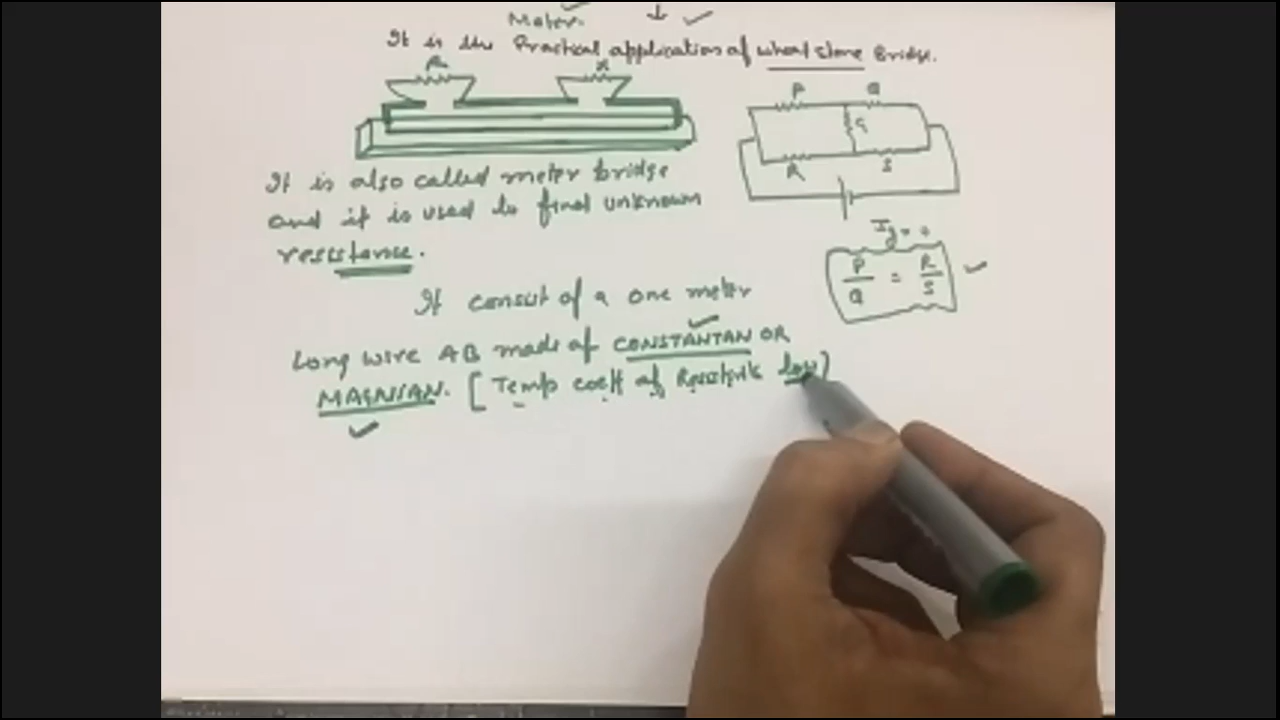 Meter.
It is the Practical application of wheat stone Bridge.
R
X
P
Q
G
R
S
It is also called meter bridge
and it is used to find unknown
resistance.
Ig = 0
P/Q = R/S
It consist of a one meter
Long wire AB made of CONSTANTAN OR
MAGNIAN. [Temp coeff of Resistivity low]